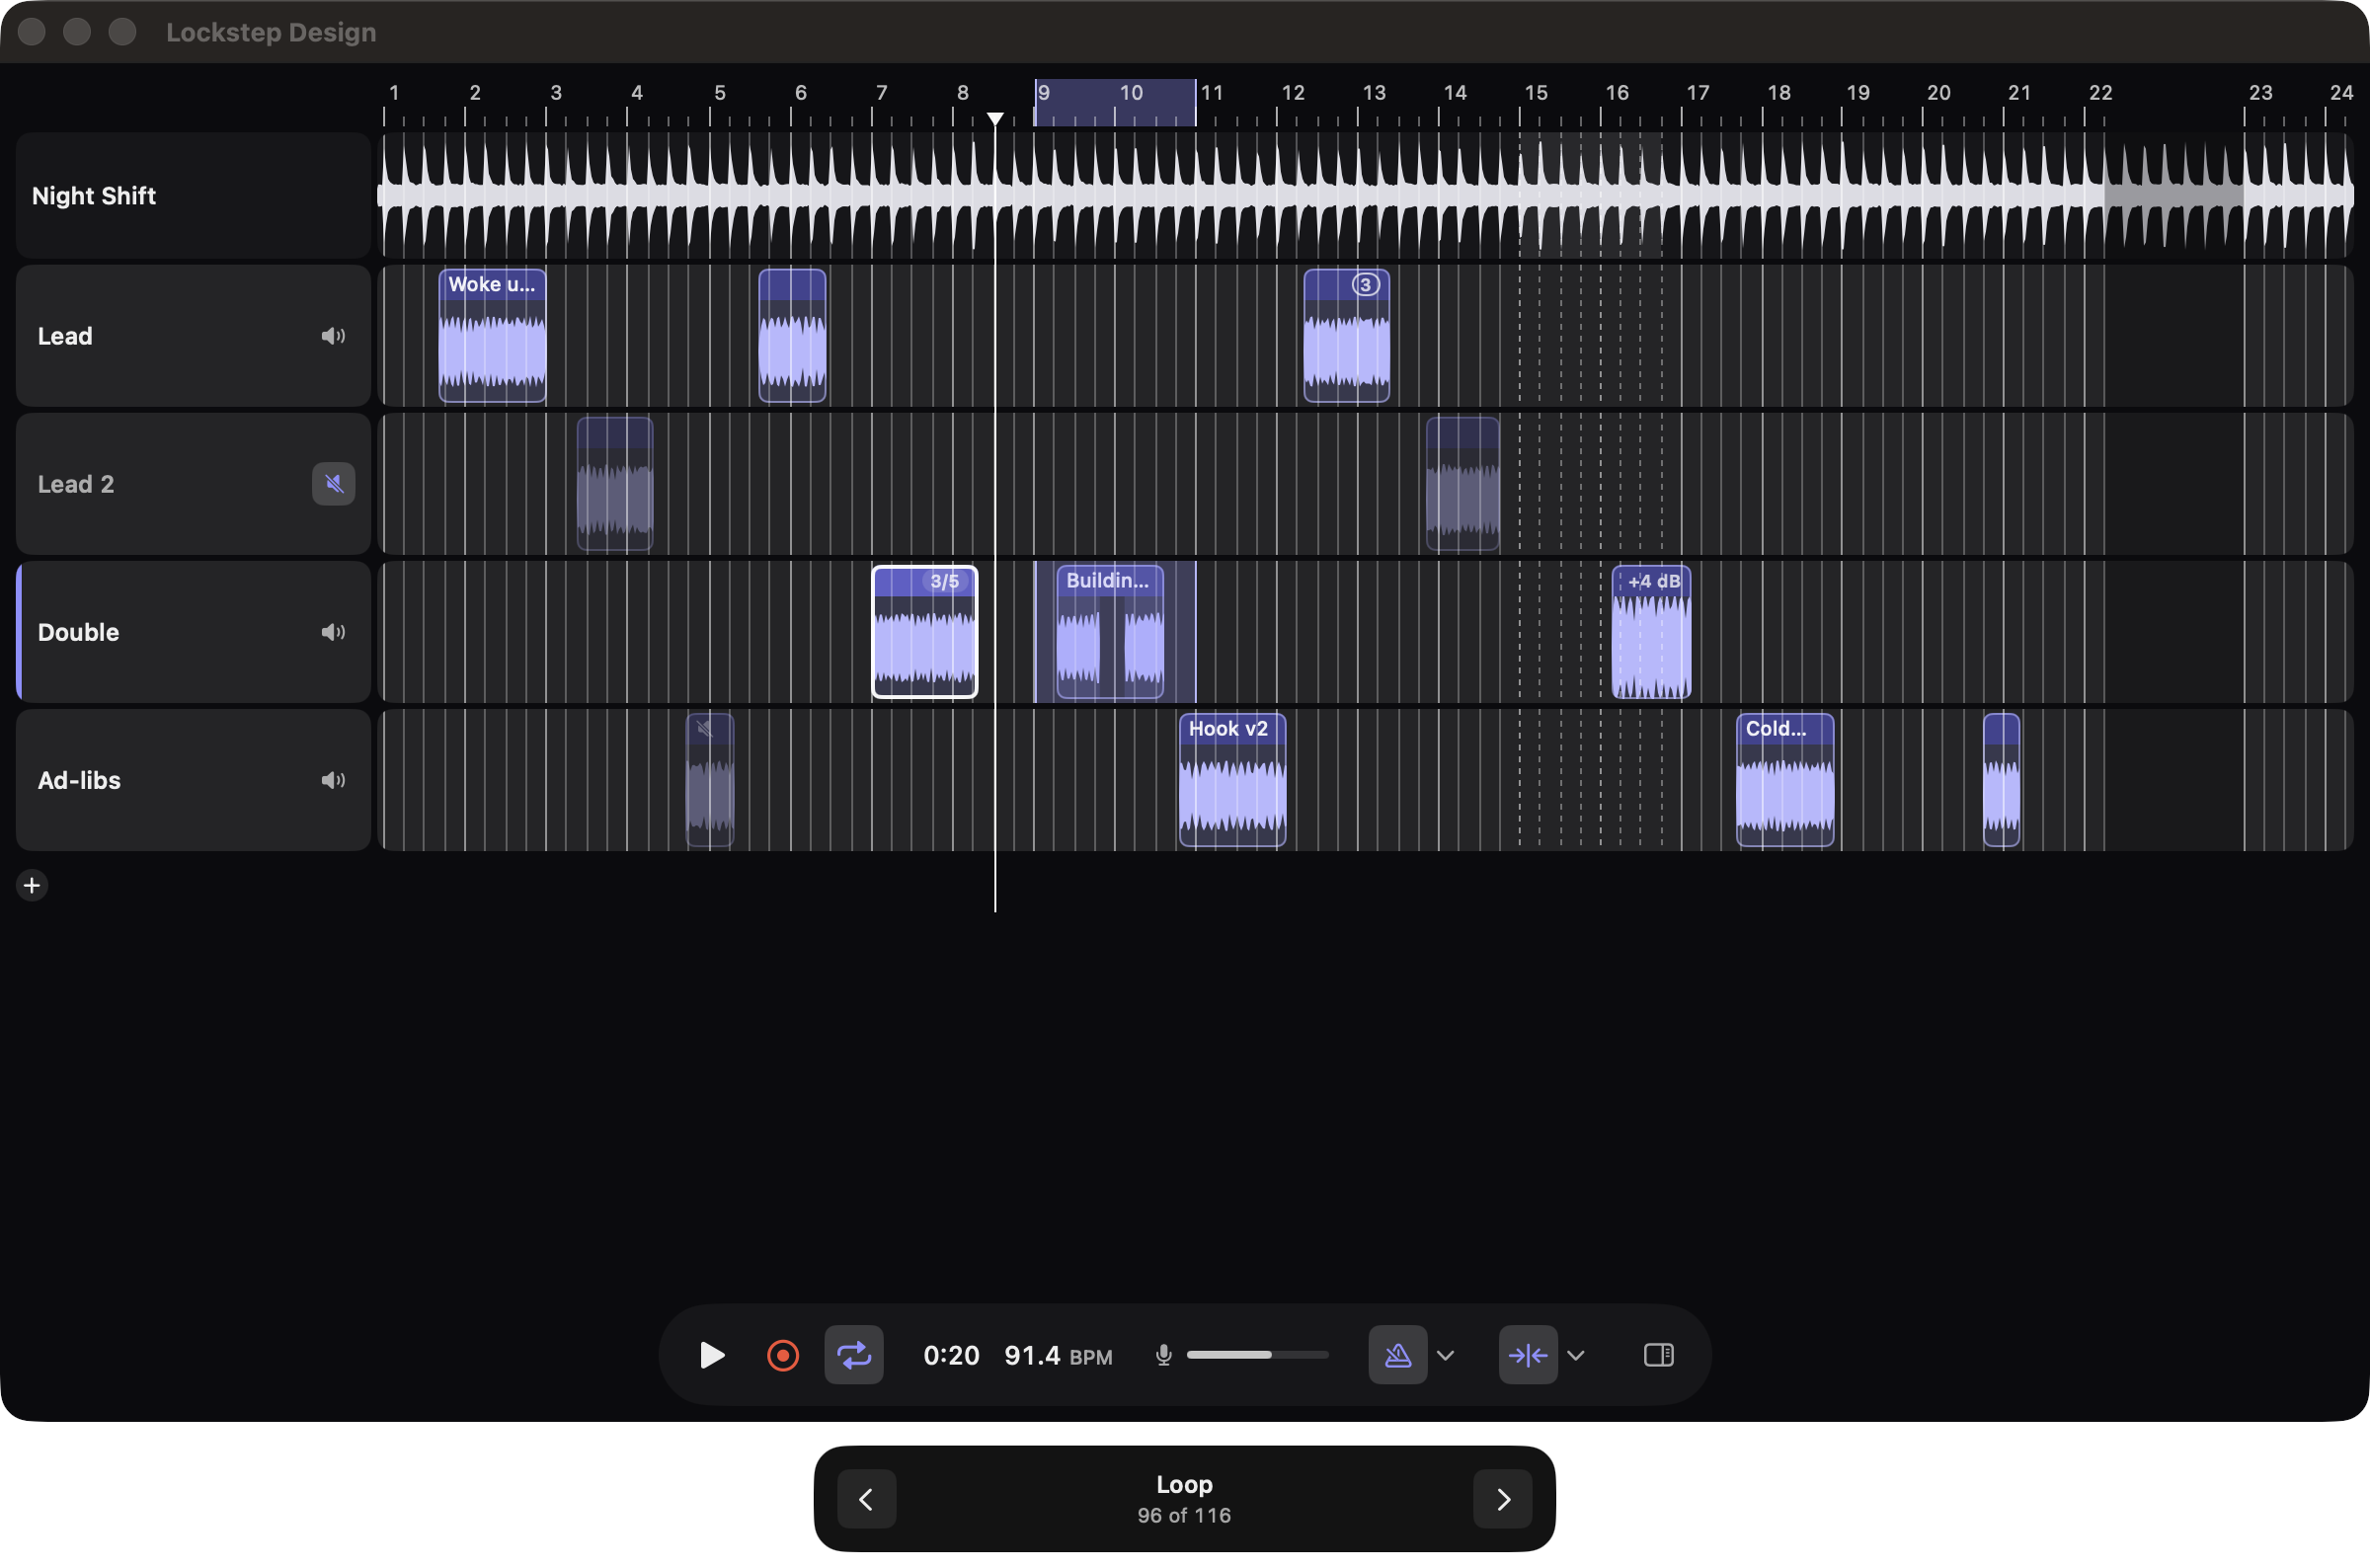 Lockstep Design
1 2 3 4 5 6 7 8 9 10 11 12 13 14 15 16 17 18 19 20 21 22 23 24
Night Shift
Lead
Woke u...
3
Lead 2
Double
3/5
Buildin...
+4 dB
Ad-libs
Hook v2
Cold...
0:20 91.4 BPM
Loop
96 of 116